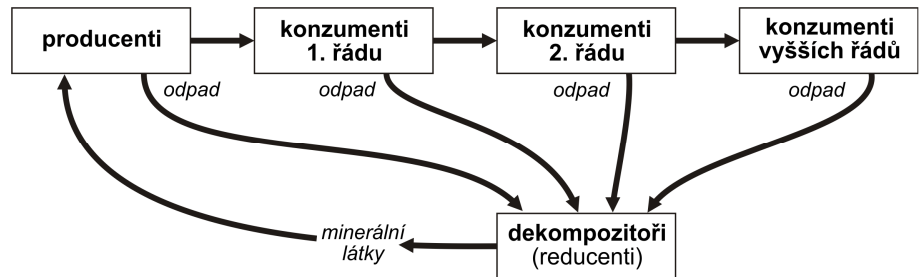 producenti
konzumenti
1. řádu
konzumenti
2. řádu
konzumenti
vyšších řádů
odpad
odpad
odpad
odpad
minerální
látky
dekompozitoři
(reducenti)